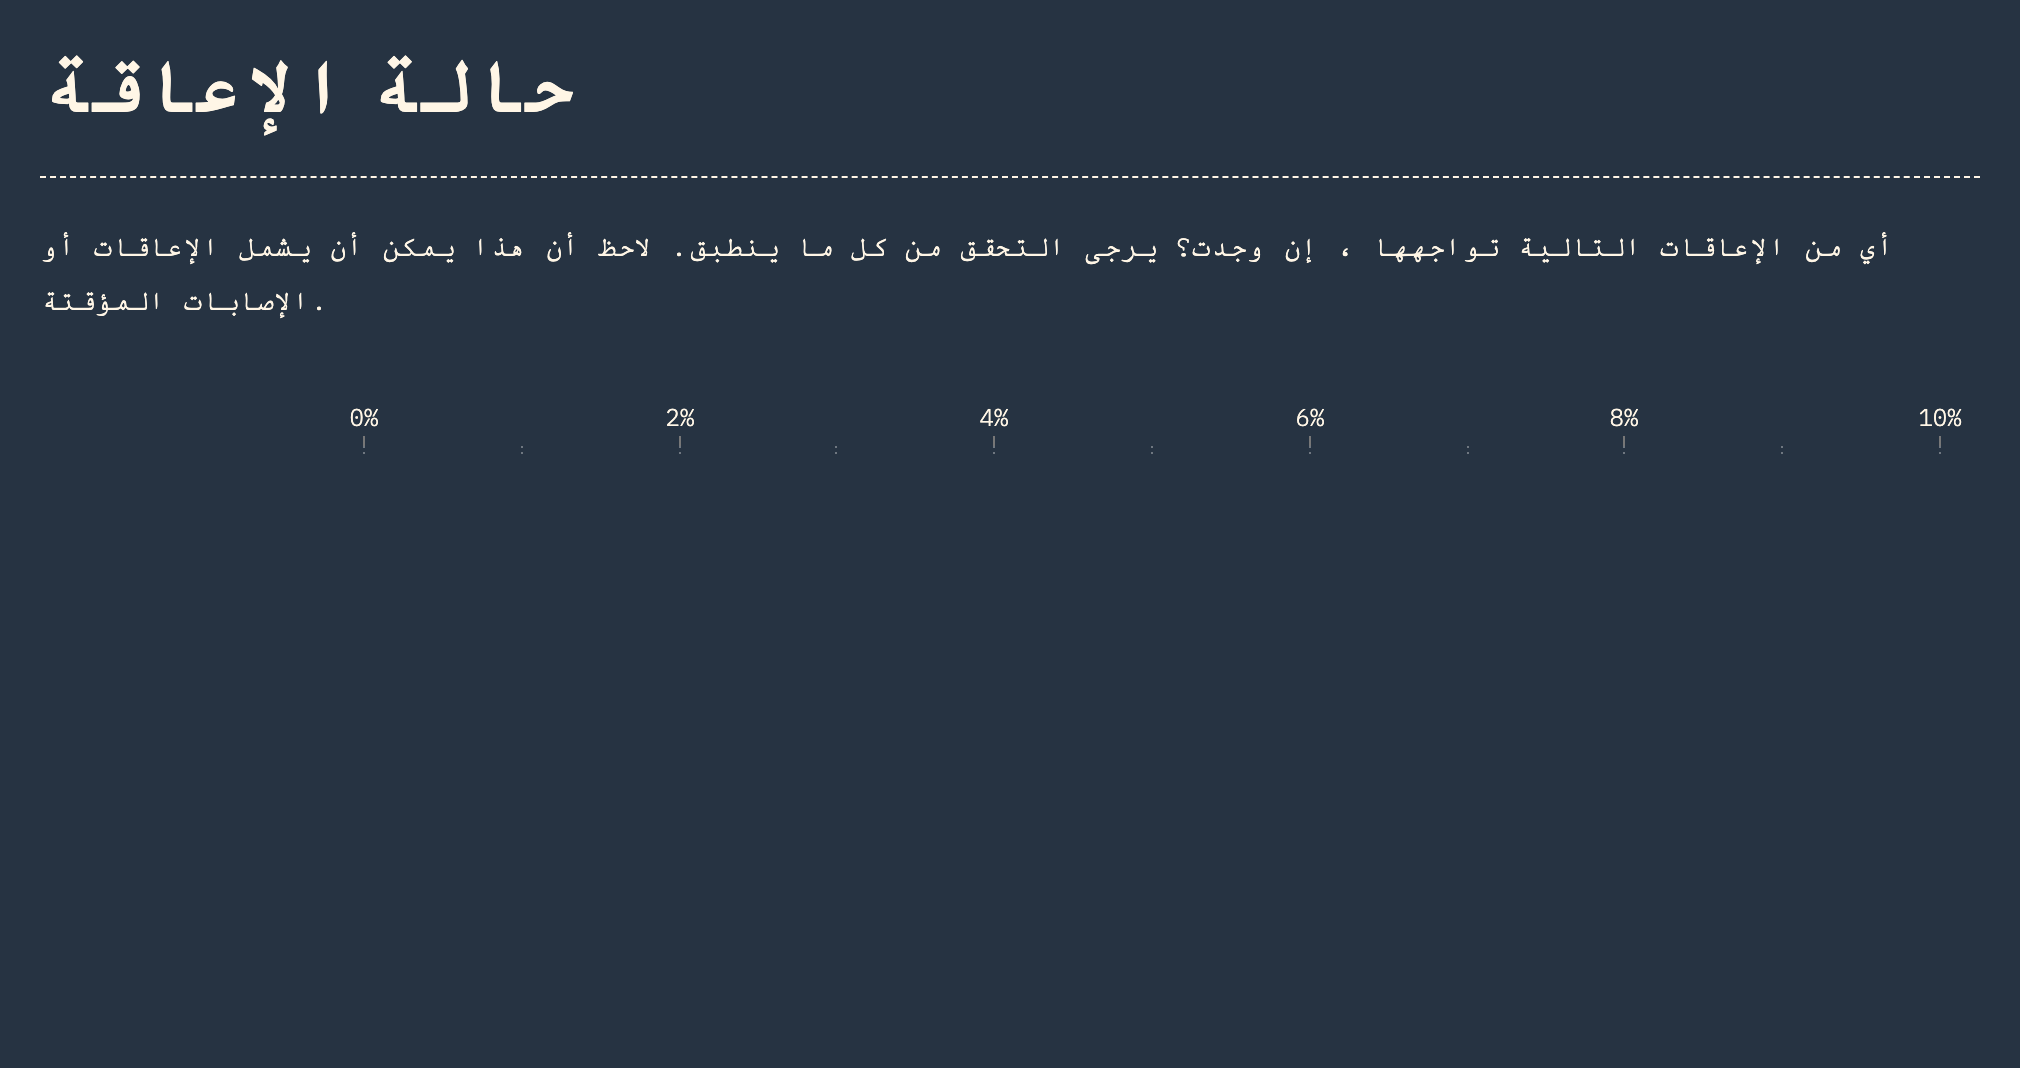 حالة الإعاقة
أي من الإعاقات التالية تواجهها ، إن وجدت؟ يرجى التحقق من كل ما ينطبق. لاحظ أن هذا يمكن أن يشمل الإعاقات أو
الإصابات المؤقتة.
0% 2% 4% 6% 8% 10%